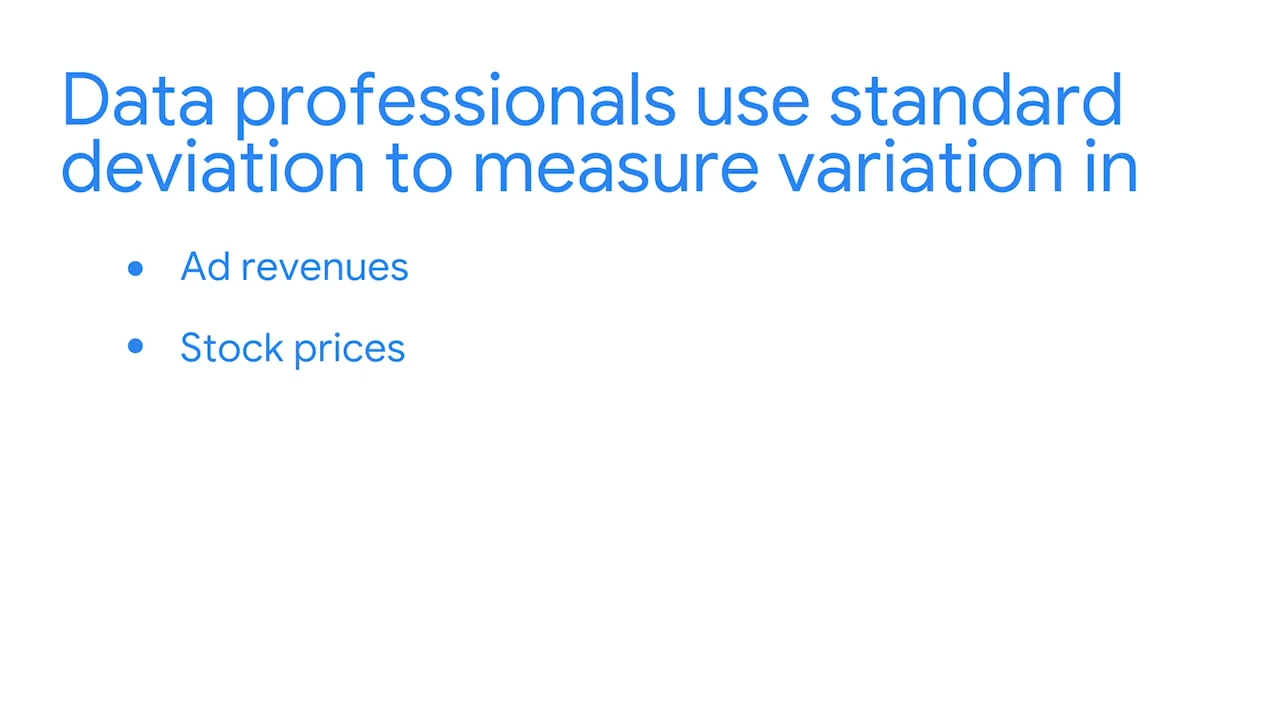 Data professionals use standard
deviation to measure variation in
• Ad revenues
• Stock prices